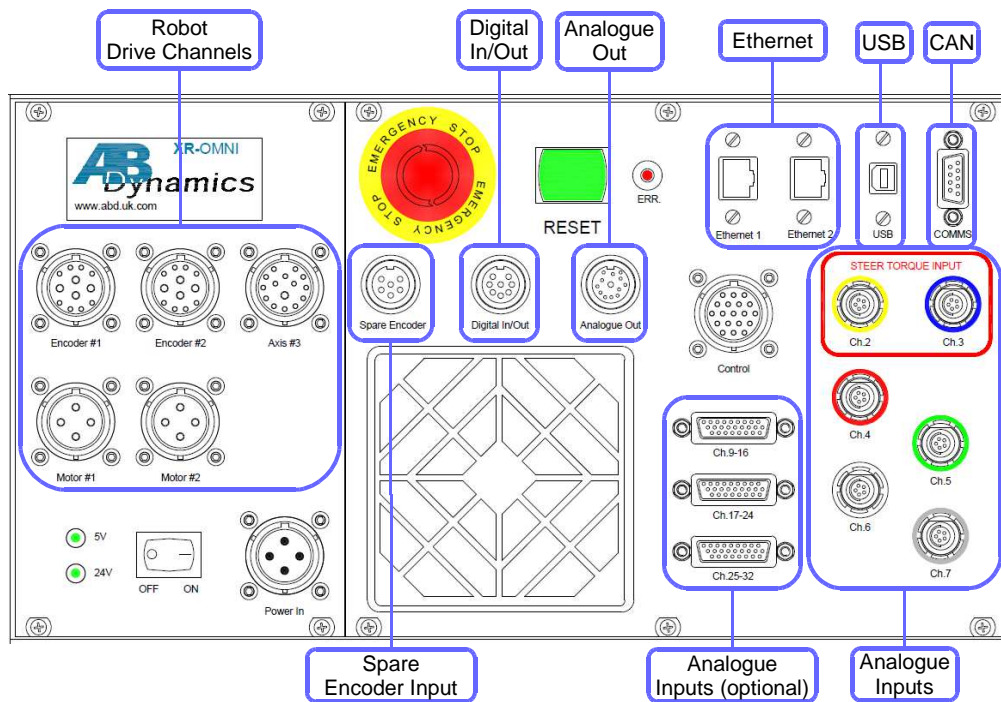 Robot
Drive Channels
Digital
In/Out
Analogue
Out
Ethernet
USB
CAN
AB
XR-OMNI
Dynamics
www.abd.uk.com
EMERGENCY STOP
EMERGENCY STOP
RESET
ERR.
Ethernet 1
Ethernet 2
USB
COMMS
STEER TORQUE INPUT
Encoder #1
Encoder #2
Axis #3
Spare Encoder
Digital In/Out
Analogue Out
Control
Ch.2
Ch.3
Motor #1
Motor #2
Ch.4
Ch.9-16
Ch.5
Ch.17-24
Ch.6
Ch.25-32
Ch.7
5V
24V
OFF
ON
Power In
Spare
Encoder Input
Analogue
Inputs (optional)
Analogue
Inputs